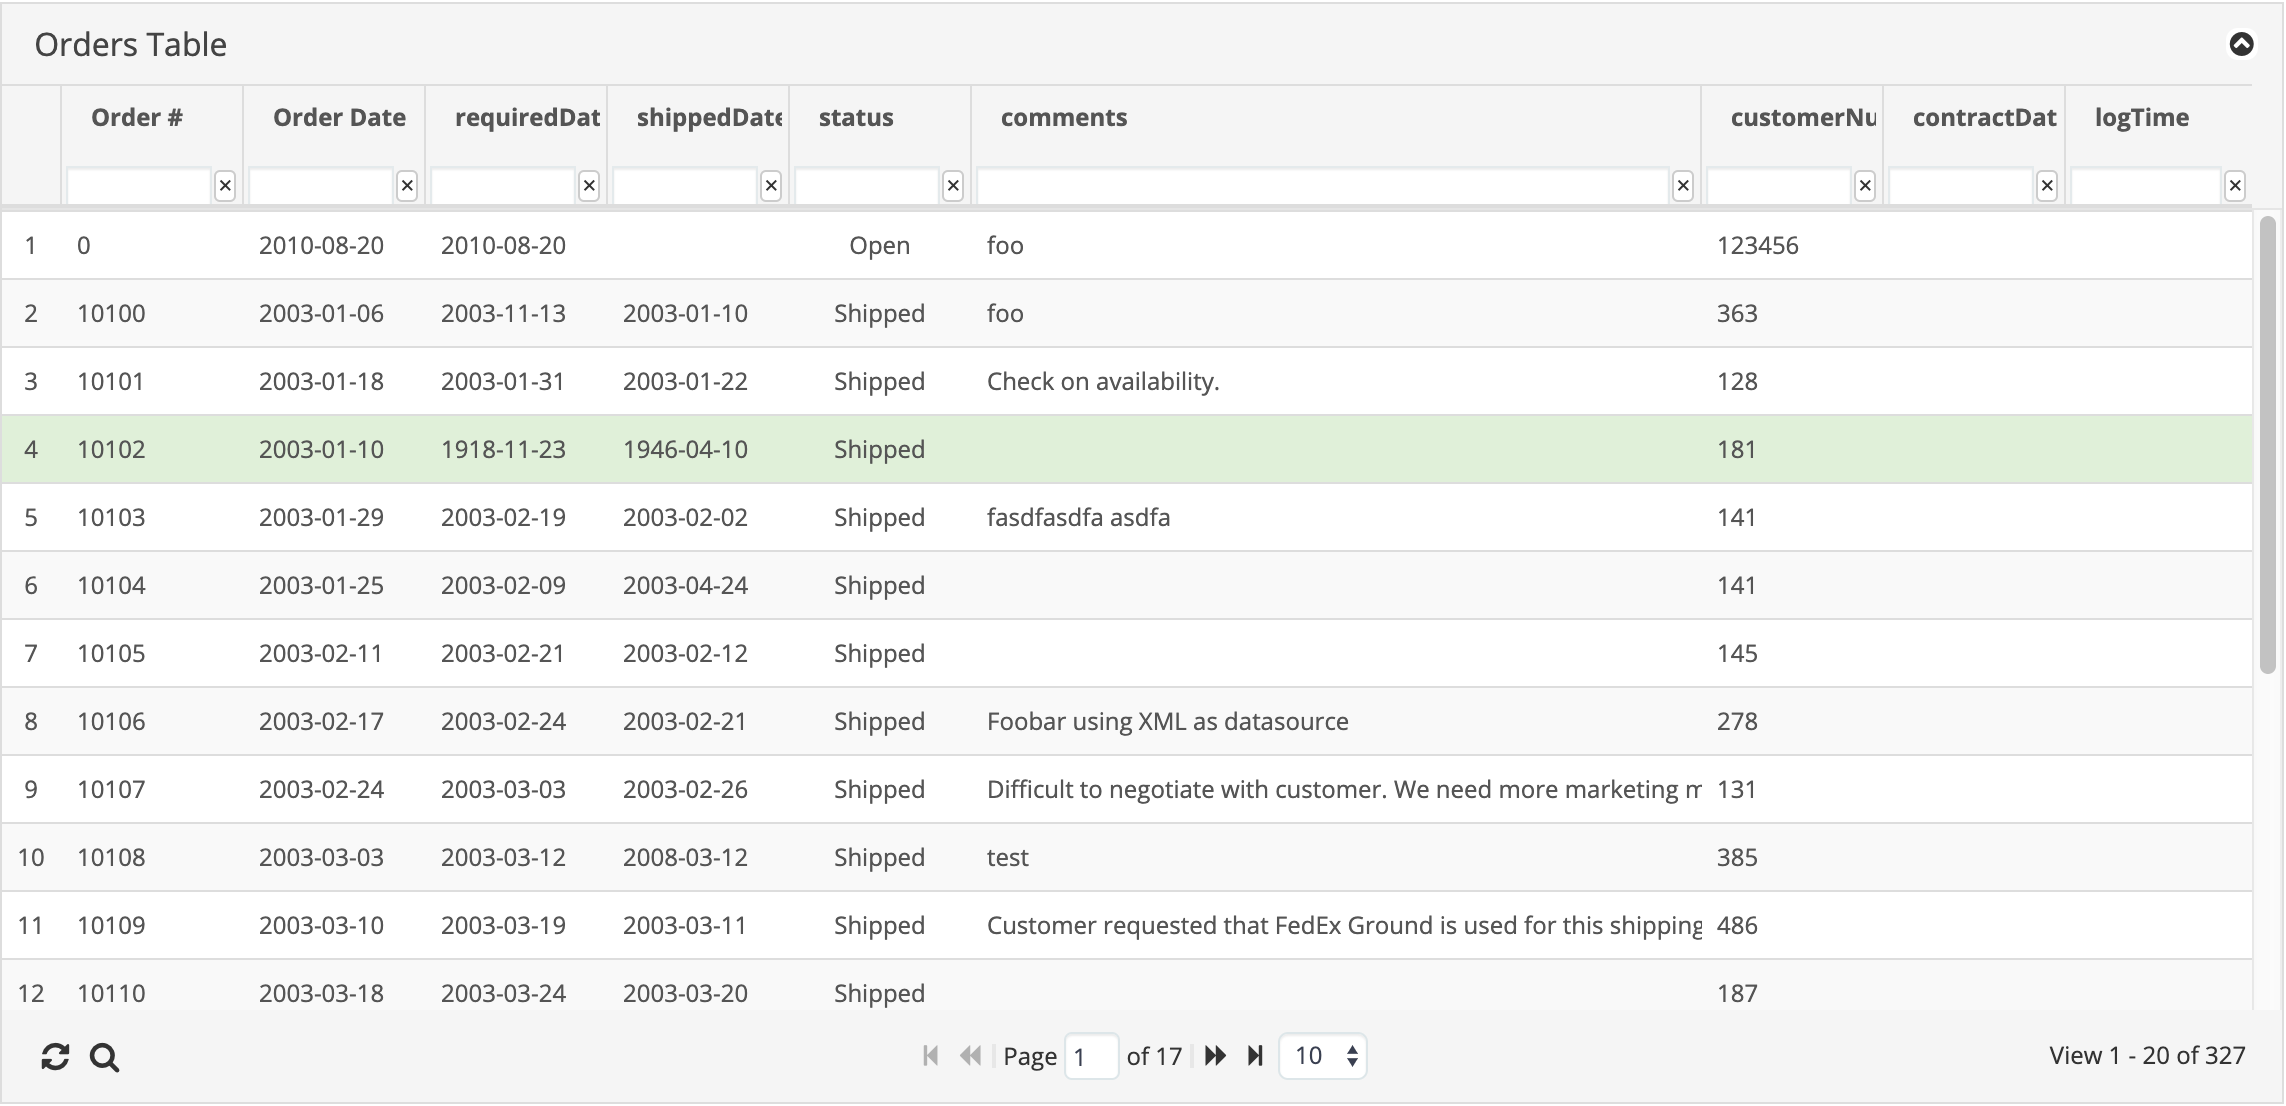 Orders Table
Order # Order Date requiredDat shippedDate status comments customerNu contractDat logTime
× × × × × × × × ×
1 0 2010-08-20 2010-08-20 Open foo 123456
2 10100 2003-01-06 2003-11-13 2003-01-10 Shipped foo 363
3 10101 2003-01-18 2003-01-31 2003-01-22 Shipped Check on availability. 128
4 10102 2003-01-10 1918-11-23 1946-04-10 Shipped 181
5 10103 2003-01-29 2003-02-19 2003-02-02 Shipped fasdfasdfa asdfa 141
6 10104 2003-01-25 2003-02-09 2003-04-24 Shipped 141
7 10105 2003-02-11 2003-02-21 2003-02-12 Shipped 145
8 10106 2003-02-17 2003-02-24 2003-02-21 Shipped Foobar using XML as datasource 278
9 10107 2003-02-24 2003-03-03 2003-02-26 Shipped Difficult to negotiate with customer. We need more marketing m 131
10 10108 2003-03-03 2003-03-12 2008-03-12 Shipped test 385
11 10109 2003-03-10 2003-03-19 2003-03-11 Shipped Customer requested that FedEx Ground is used for this shipping 486
12 10110 2003-03-18 2003-03-24 2003-03-20 Shipped 187
Page 1 of 17 10 View 1 - 20 of 327